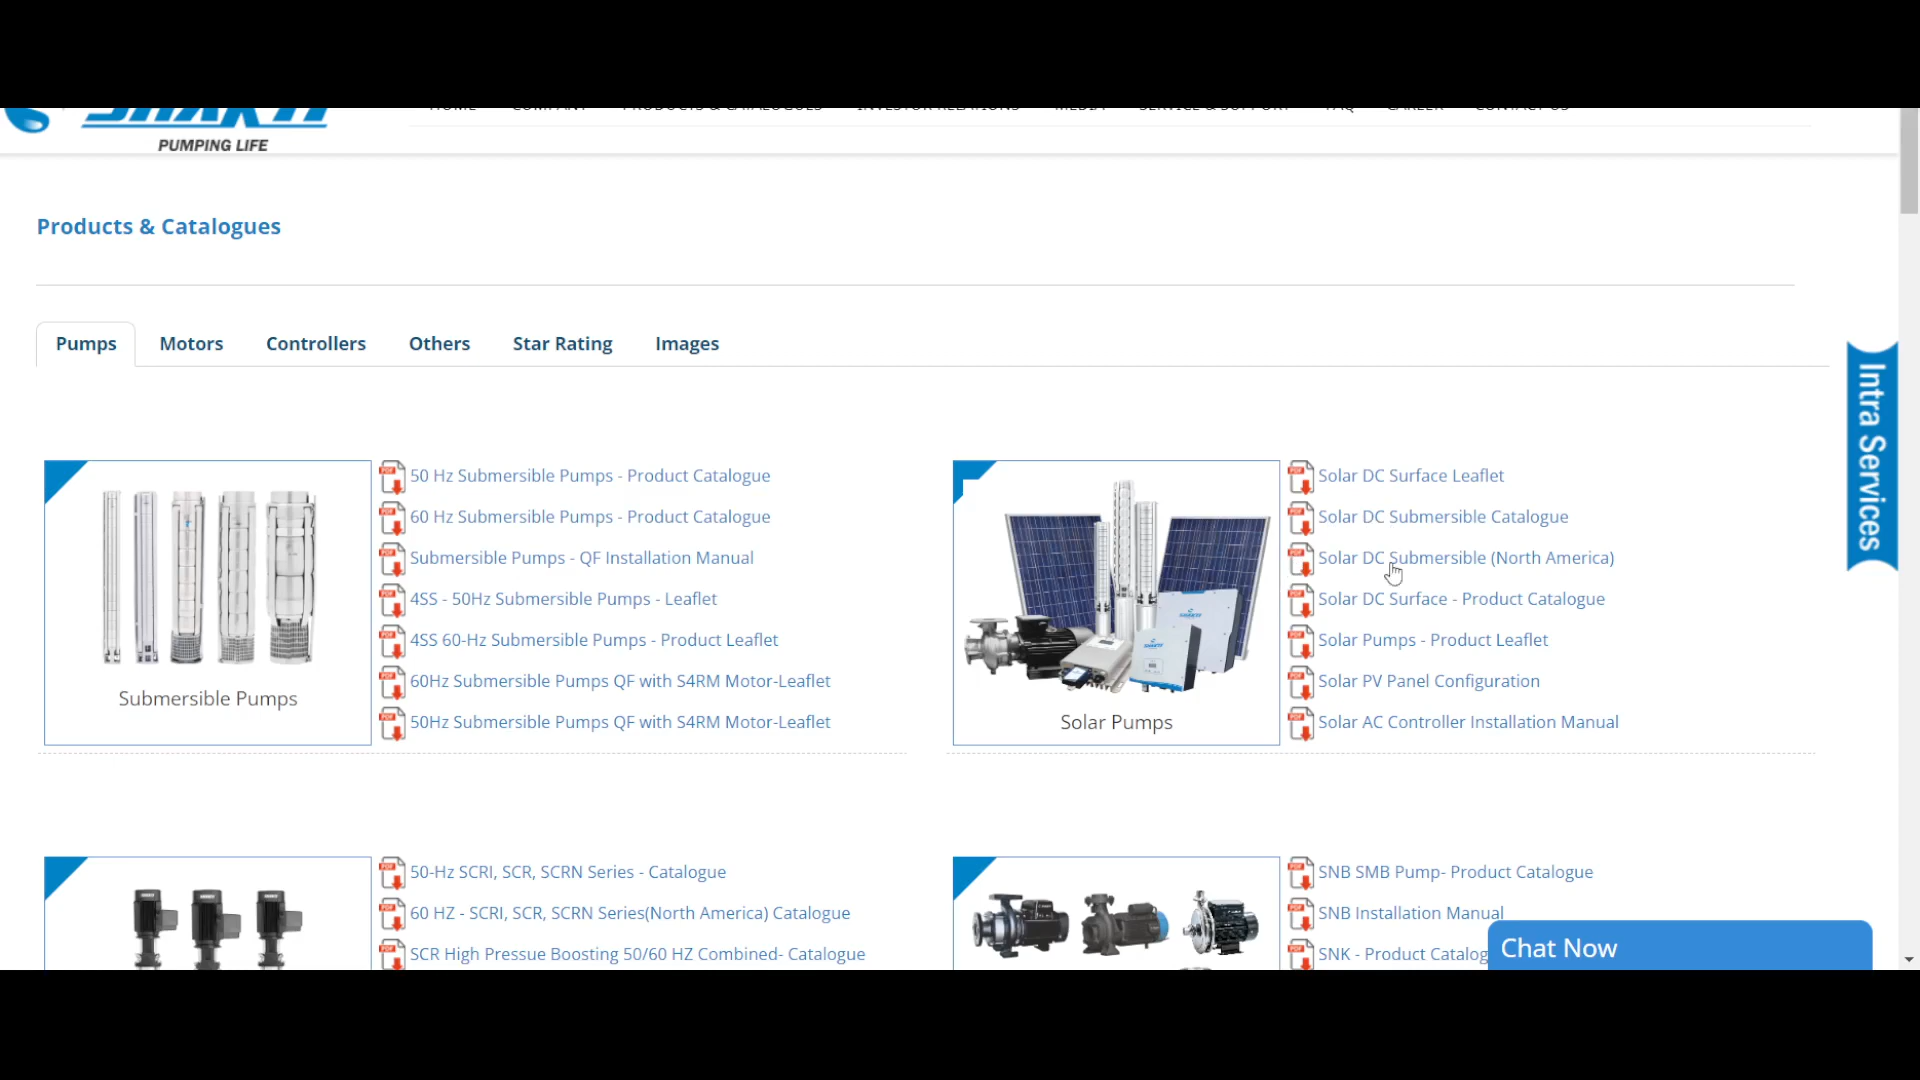 PUMPING LIFE
Products & Catalogues
Pumps Motors Controllers Others Star Rating Images
Intra Services
50 Hz Submersible Pumps - Product Catalogue
60 Hz Submersible Pumps - Product Catalogue
Submersible Pumps - QF Installation Manual
4SS - 50Hz Submersible Pumps - Leaflet
4SS 60-Hz Submersible Pumps - Product Leaflet
60Hz Submersible Pumps QF with S4RM Motor-Leaflet
50Hz Submersible Pumps QF with S4RM Motor-Leaflet
Submersible Pumps
Solar DC Surface Leaflet
Solar DC Submersible Catalogue
Solar DC Submersible (North America)
Solar DC Surface - Product Catalogue
Solar Pumps - Product Leaflet
Solar PV Panel Configuration
Solar AC Controller Installation Manual
Solar Pumps
50-Hz SCRI, SCR, SCRN Series - Catalogue
60 HZ - SCRI, SCR, SCRN Series(North America) Catalogue
SCR High Pressue Boosting 50/60 HZ Combined- Catalogue
SNB SMB Pump- Product Catalogue
SNB Installation Manual
SNK - Product Catalog
Chat Now